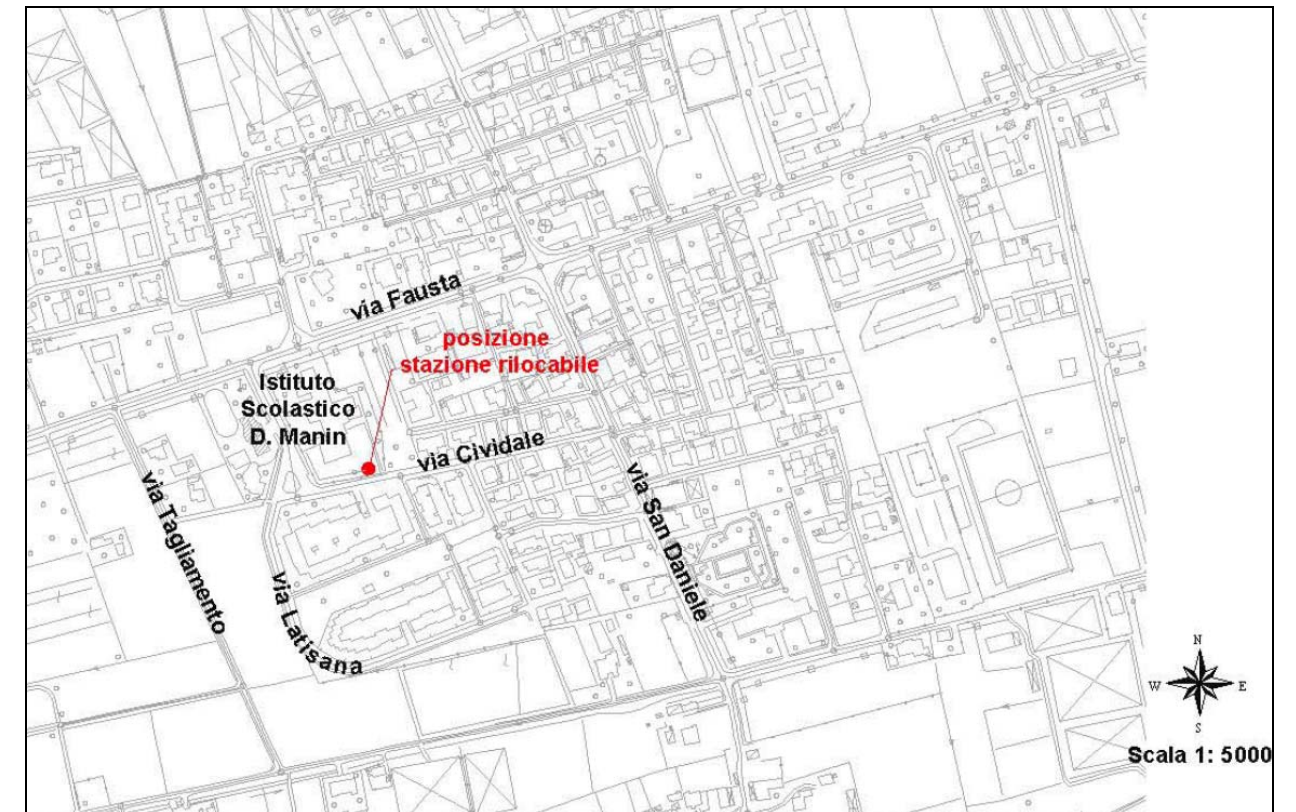 via Fausta
posizione
stazione rilocabile
Istituto
Scolastico
D. Manin
via Cividale
via Tagliamento
via San Daniele
via Latisana
N
W E
S
Scala 1: 5000